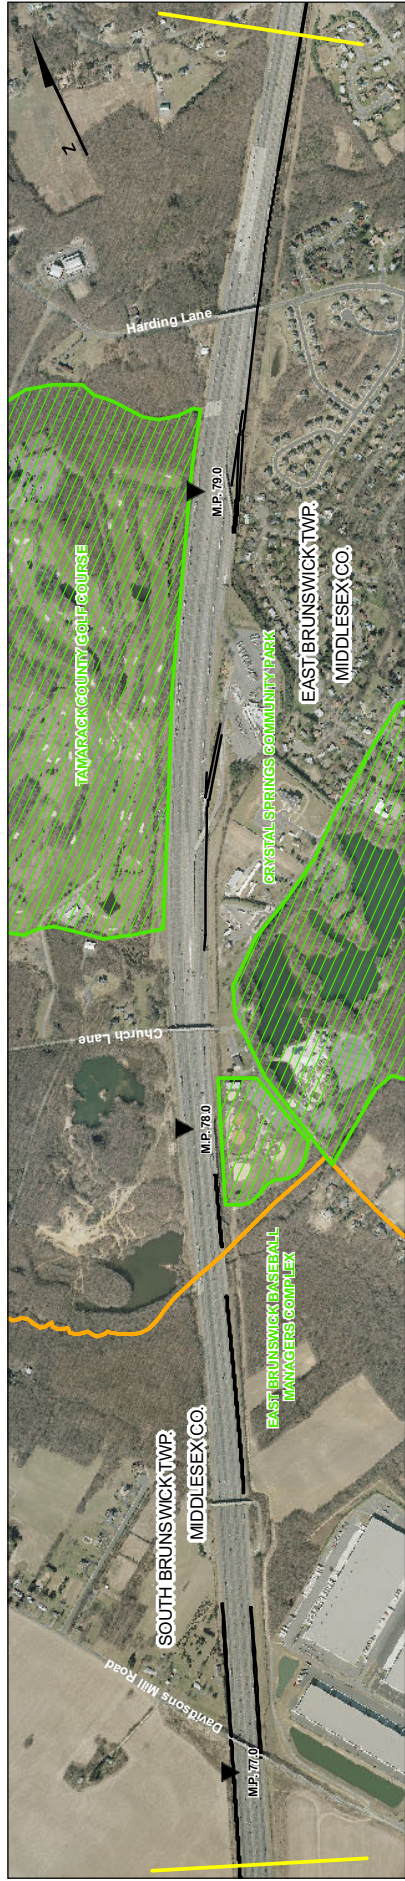 N
Harding Lane
M.P. 79.0
TAMARACK COUNTY GOLF COURSE
EAST BRUNSWICK TWP.
MIDDLESEX CO.
CRYSTAL SPRINGS COMMUNITY PARK
Church Lane
M.P. 78.0
EAST BRUNSWICK BASEBALL
MANAGERS COMPLEX
SOUTH BRUNSWICK TWP.
MIDDLESEX CO.
Davidsons Mill Road
M.P. 77.0